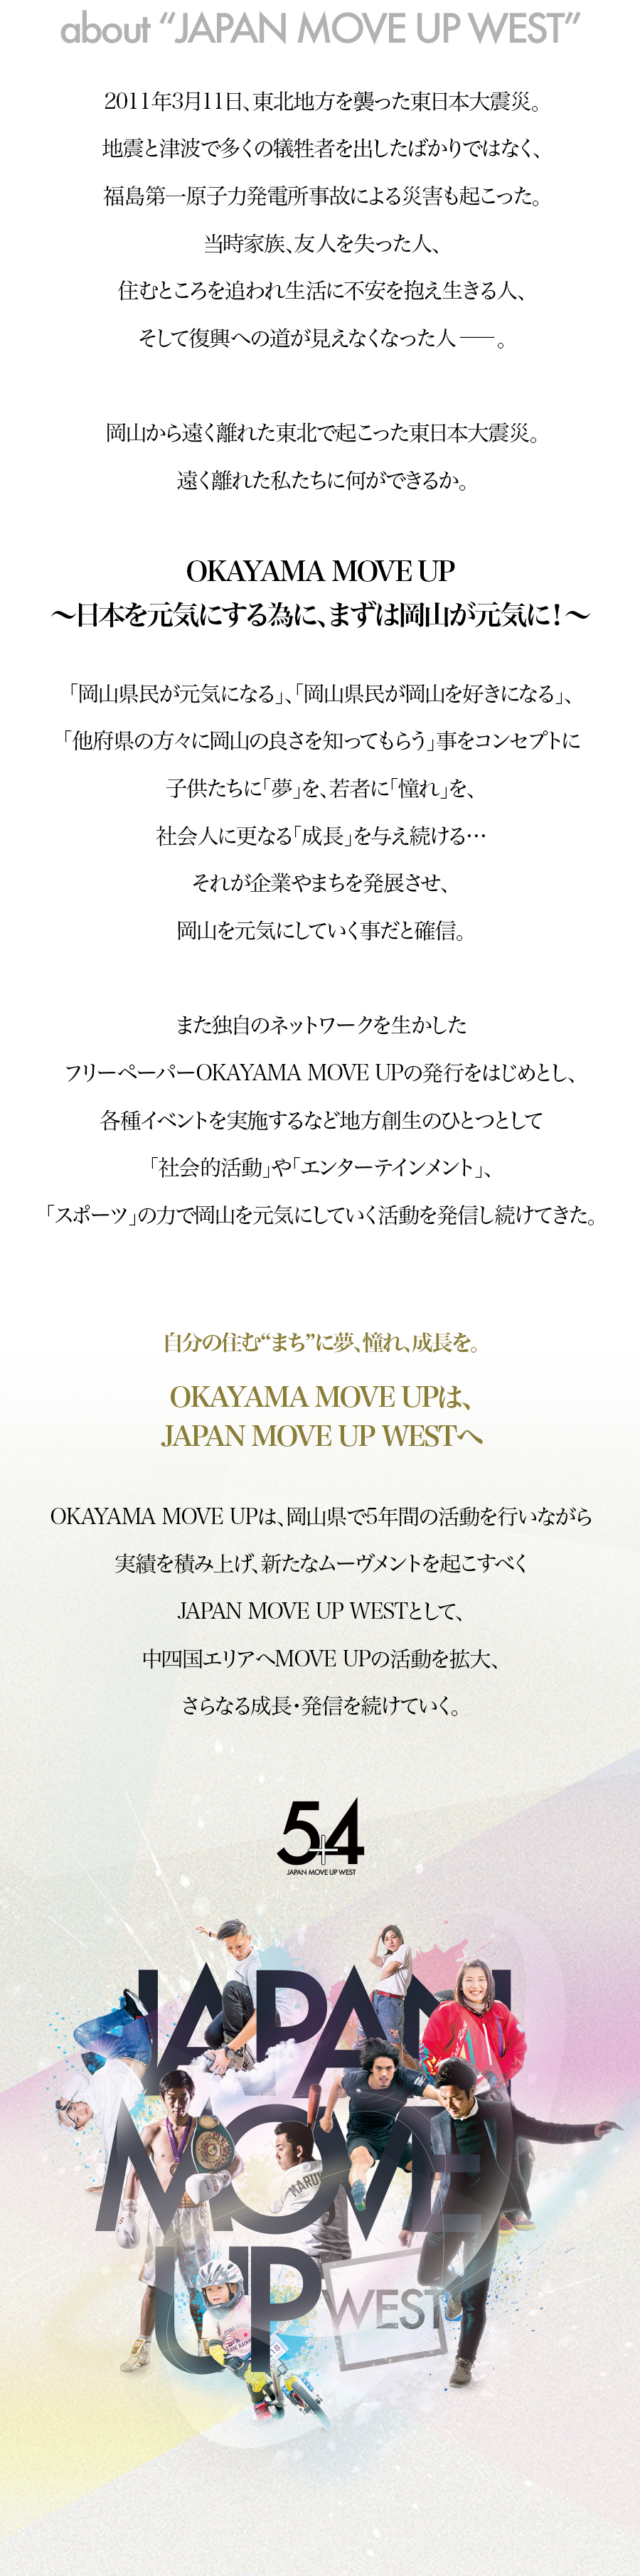 about “JAPAN MOVE UP WEST”
2011年3月11日、東北地方を襲った東日本大震災。
地震と津波で多くの犠牲者を出したばかりではなく、
福島第一原子力発電所事故による災害も起こった。
当時家族、友人を失った人、
住むところを追われ生活に不安を抱え生きる人、
そして復興への道が見えなくなった人 ── 。
岡山から遠く離れた東北で起こった東日本大震災。
遠く離れた私たちに何ができるか。
OKAYAMA MOVE UP
～日本を元気にする為に、まずは岡山が元気に！～
「岡山県民が元気になる」、「岡山県民が岡山を好きになる」、
「他府県の方々に岡山の良さを知ってもらう」事をコンセプトに
子供たちに「夢」を、若者に「憧れ」を、
社会人に更なる「成長」を与え続ける…
それが企業やまちを発展させ、
岡山を元気にしていく事だと確信。
また独自のネットワークを生かした
フリーペーパーOKAYAMA MOVE UPの発行をはじめとし、
各種イベントを実施するなど地方創生のひとつとして
「社会的活動」や「エンターテインメント」、
「スポーツ」の力で岡山を元気にしていく活動を発信し続けてきた。
自分の住む“まち”に夢、憧れ、成長を。
OKAYAMA MOVE UPは、
JAPAN MOVE UP WESTへ
OKAYAMA MOVE UPは、岡山県で5年間の活動を行いながら
実績を積み上げ、新たなムーヴメントを起こすべく
JAPAN MOVE UP WESTとして、
中四国エリアへMOVE UPの活動を拡大、
さらなる成長・発信を続けていく。
5+4
JAPAN MOVE UP WEST
JAPAN
MOVE
UP
WEST